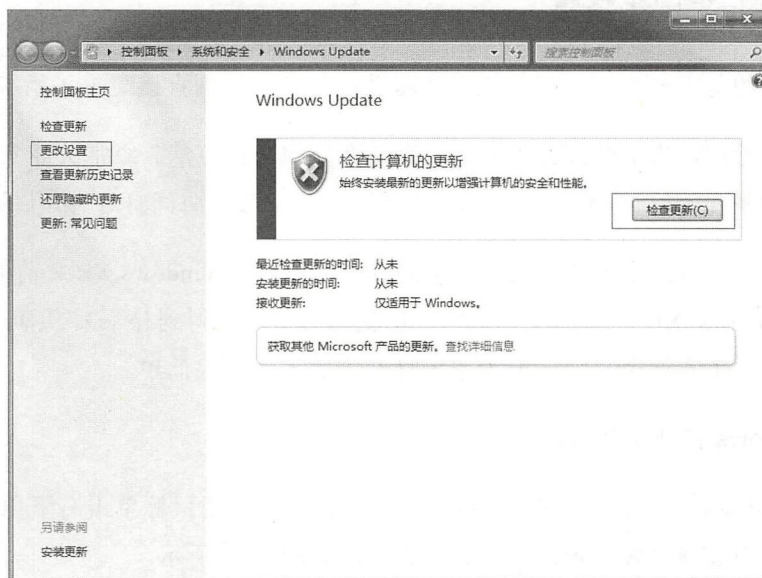 控制面板 ▸ 系统和安全 ▸ Windows Update
搜索控制面板
控制面板主页
检查更新
更改设置
查看更新历史记录
还原隐藏的更新
更新: 常见问题
另请参阅
安装更新
Windows Update
检查计算机的更新
始终安装最新的更新以增强计算机的安全和性能。
检查更新(C)
最近检查更新的时间: 从未
安装更新的时间: 从未
接收更新: 仅适用于 Windows。
获取其他 Microsoft 产品的更新。查找详细信息